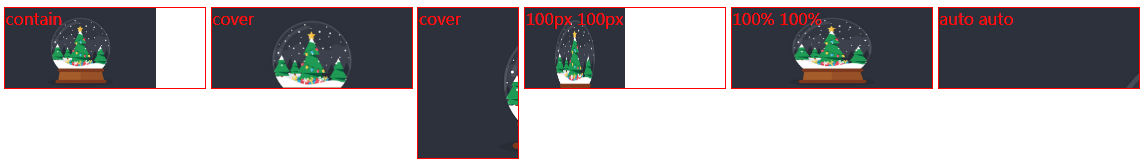 contain
cover
cover
100px 100px
100% 100%
auto auto